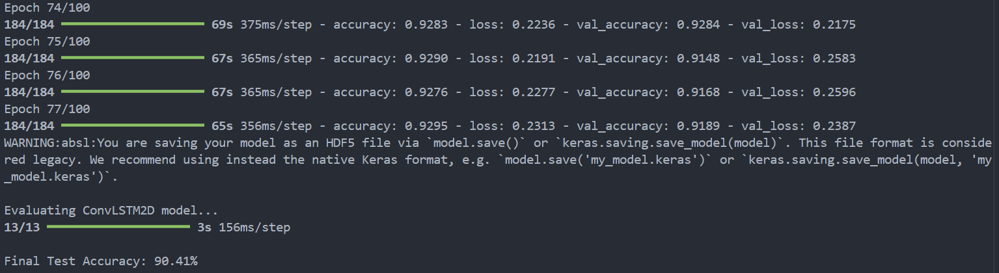 Epoch 74/100
184/184 69s 375ms/step - accuracy: 0.9283 - loss: 0.2236 - val_accuracy: 0.9284 - val_loss: 0.2175
Epoch 75/100
184/184 67s 365ms/step - accuracy: 0.9290 - loss: 0.2191 - val_accuracy: 0.9148 - val_loss: 0.2583
Epoch 76/100
184/184 67s 365ms/step - accuracy: 0.9276 - loss: 0.2277 - val_accuracy: 0.9168 - val_loss: 0.2596
Epoch 77/100
184/184 65s 356ms/step - accuracy: 0.9295 - loss: 0.2313 - val_accuracy: 0.9189 - val_loss: 0.2387
WARNING:absl:You are saving your model as an HDF5 file via `model.save()` or `keras.saving.save_model(model)`. This file format is conside
red legacy. We recommend using instead the native Keras format, e.g. `model.save('my_model.keras')` or `keras.saving.save_model(model, 'my
_model.keras')`.
Evaluating ConvLSTM2D model...
13/13 3s 156ms/step
Final Test Accuracy: 90.41%